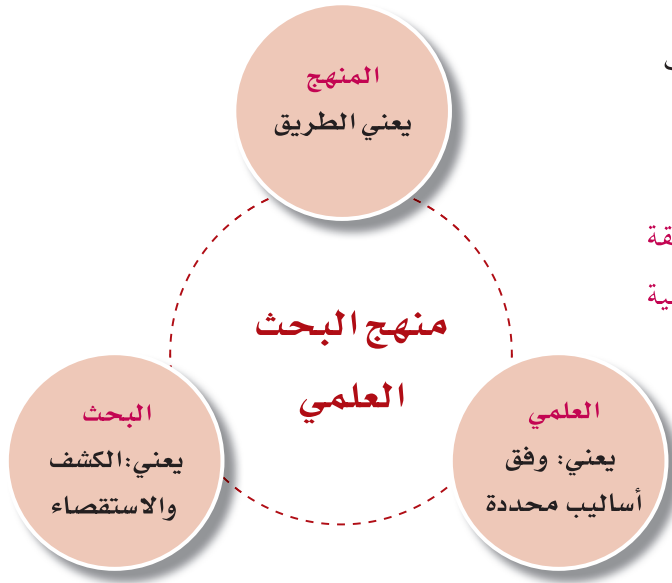 المنهج
يعني الطريق
منهج البحث
العلمي
العلمي
يعني: وفق
أساليب محددة
البحث
يعني:الكشف
والاستقصاء